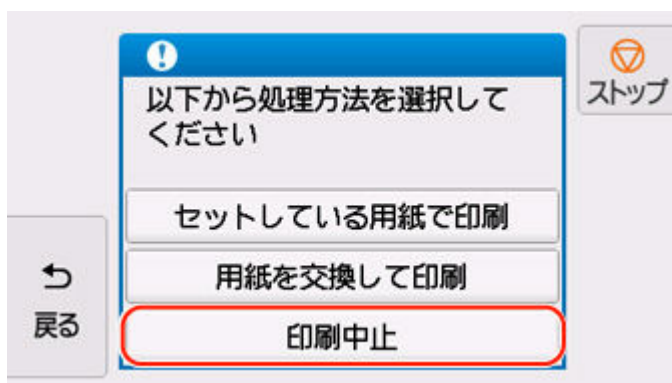 以下から処理方法を選択して
ください
ストップ
セットしている用紙で印刷
用紙を交換して印刷
戻る
印刷中止